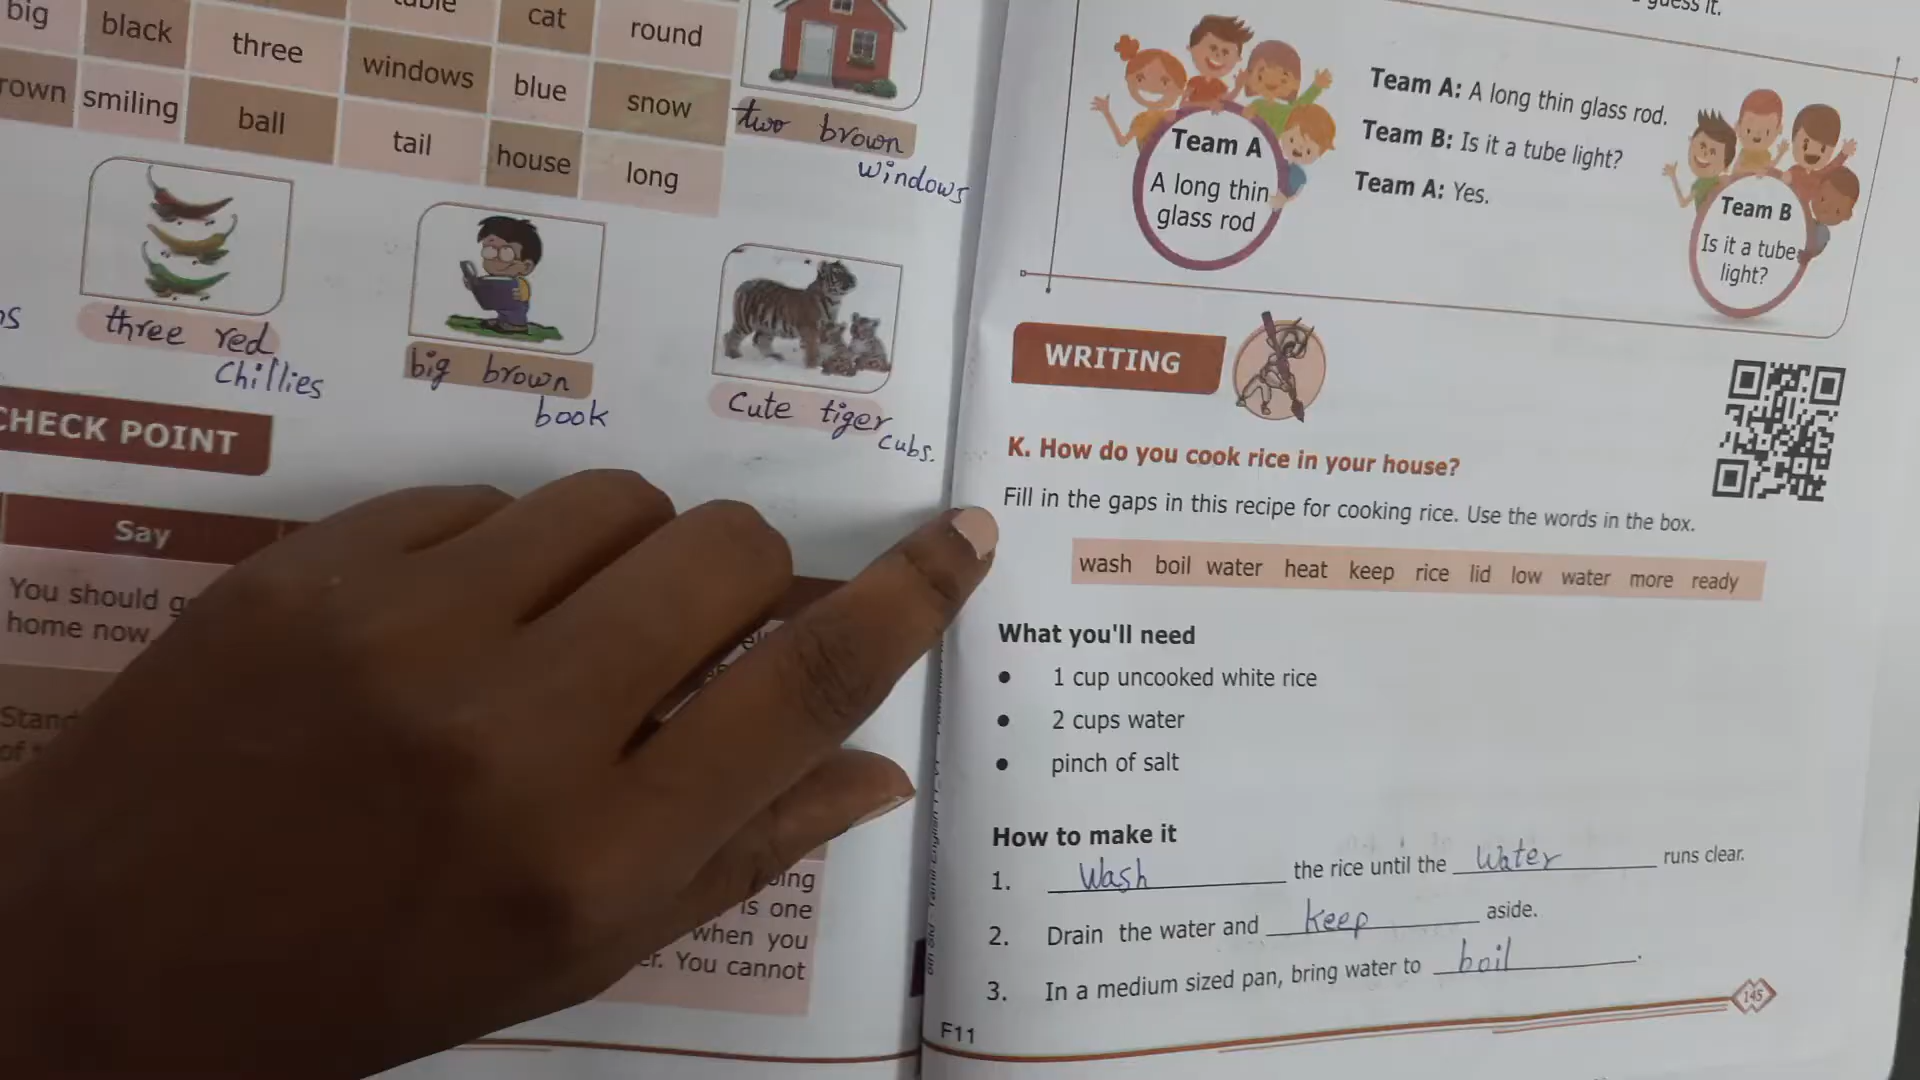 big black three cat round
windows blue snow
smiling ball tail house long
two brown
windows
three red
Chillies
big brown
book
Cute tiger
cubs.
CHECK POINT
Say
You should
home now.
of
is one
when you
You cannot
guess it.
Team A
A long thin
glass rod
Team A: A long thin glass rod.
Team B: Is it a tube light?
Team A: Yes.
Team B
Is it a tube
light?
WRITING
K. How do you cook rice in your house?
Fill in the gaps in this recipe for cooking rice. Use the words in the box.
wash boil water heat keep rice lid low water more ready
What you'll need
• 1 cup uncooked white rice
• 2 cups water
• pinch of salt
How to make it
1. Wash the rice until the water runs clear.
2. Drain the water and keep aside.
3. In a medium sized pan, bring water to boil.
145
F11